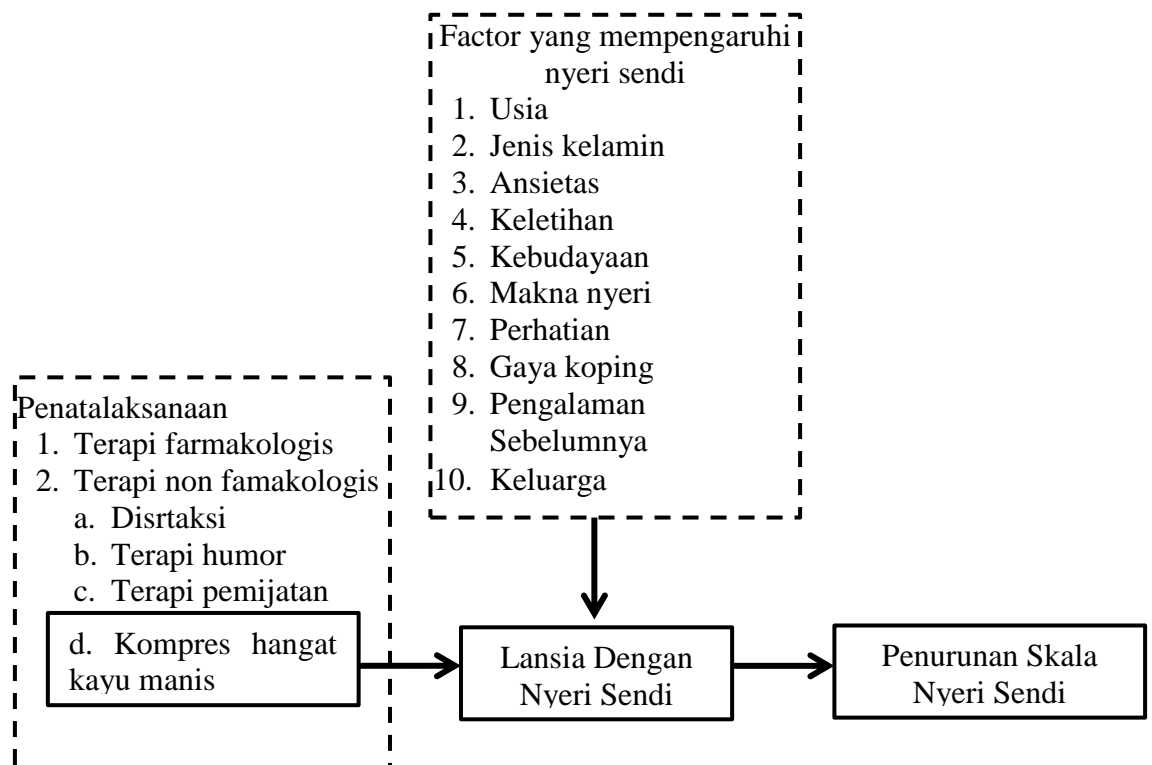 Factor yang mempengaruhi
nyeri sendi
1. Usia
2. Jenis kelamin
3. Ansietas
4. Keletihan
5. Kebudayaan
6. Makna nyeri
7. Perhatian
8. Gaya koping
9. Pengalaman
Sebelumnya
10. Keluarga
Penatalaksanaan
1. Terapi farmakologis
2. Terapi non famakologis
a. Disrtaksi
b. Terapi humor
c. Terapi pemijatan
d. Kompres hangat
kayu manis
Lansia Dengan
Nyeri Sendi
Penurunan Skala
Nyeri Sendi